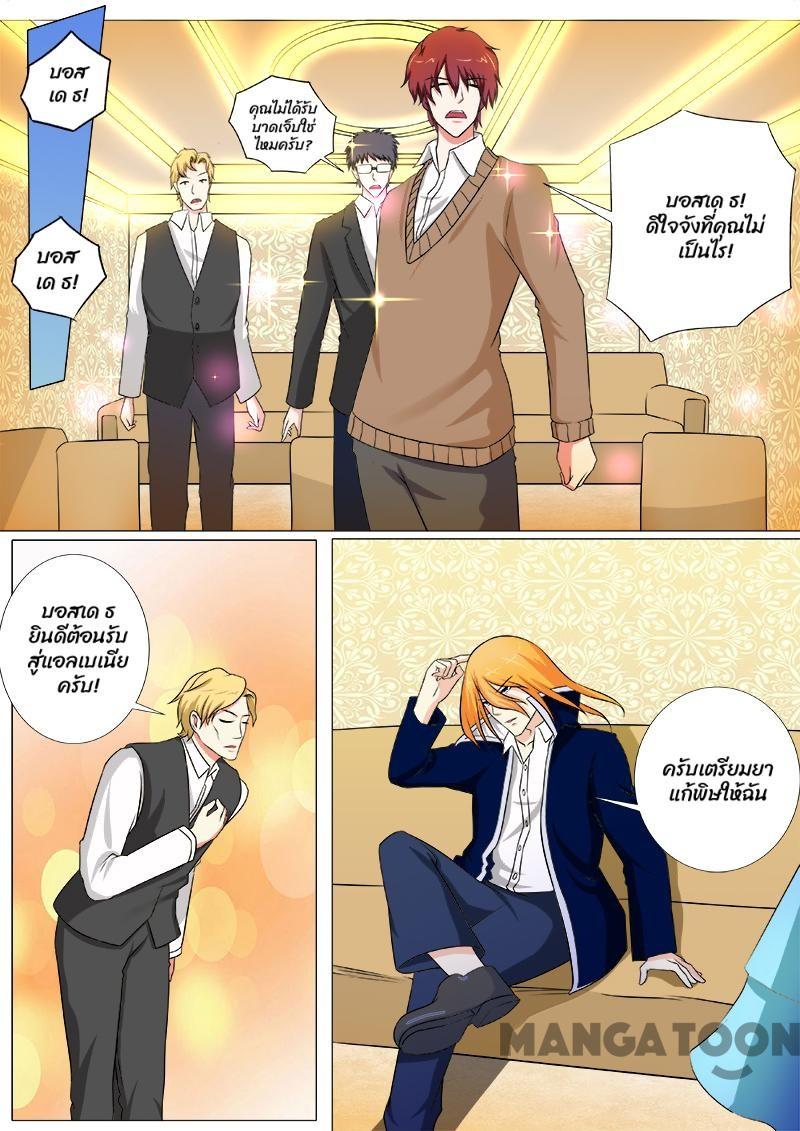 บอส
เด ธ!
คุณไม่ได้รับ
บาดเจ็บใช่
ไหมครับ?
บอสเด ธ!
ดีใจจังที่คุณไม่
เป็นไร!
บอส
เด ธ!
บอสเด ธ
ยินดีต้อนรับ
สู่แอลเบเนีย
ครับ!
ครับเตรียมยา
แก้พิษให้ฉัน
MANGATOON